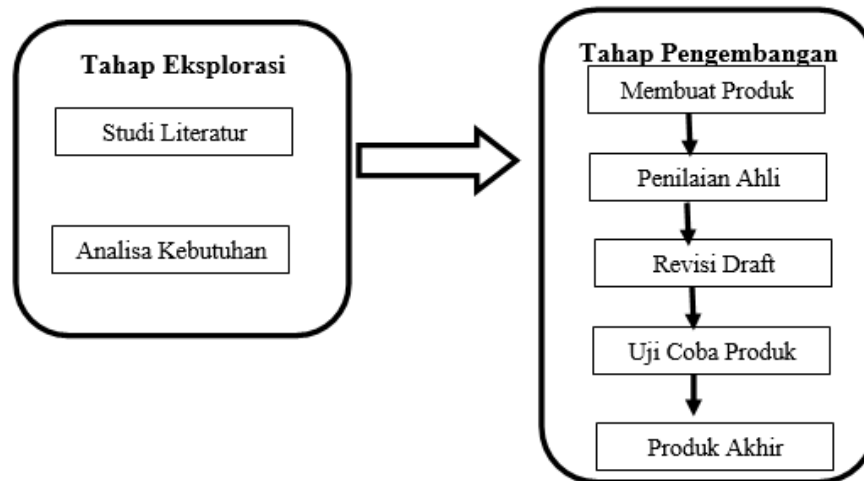 Tahap Eksplorasi
Studi Literatur
Analisa Kebutuhan
Tahap Pengembangan
Membuat Produk
Penilaian Ahli
Revisi Draft
Uji Coba Produk
Produk Akhir